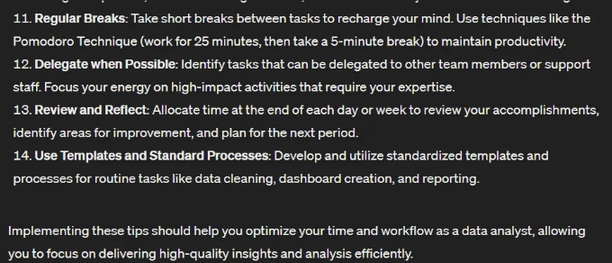 11. Regular Breaks: Take short breaks between tasks to recharge your mind. Use techniques like the
Pomodoro Technique (work for 25 minutes, then take a 5-minute break) to maintain productivity.
12. Delegate when Possible: Identify tasks that can be delegated to other team members or support
staff. Focus your energy on high-impact activities that require your expertise.
13. Review and Reflect: Allocate time at the end of each day or week to review your accomplishments,
identify areas for improvement, and plan for the next period.
14. Use Templates and Standard Processes: Develop and utilize standardized templates and
processes for routine tasks like data cleaning, dashboard creation, and reporting.
Implementing these tips should help you optimize your time and workflow as a data analyst, allowing
you to focus on delivering high-quality insights and analysis efficiently.